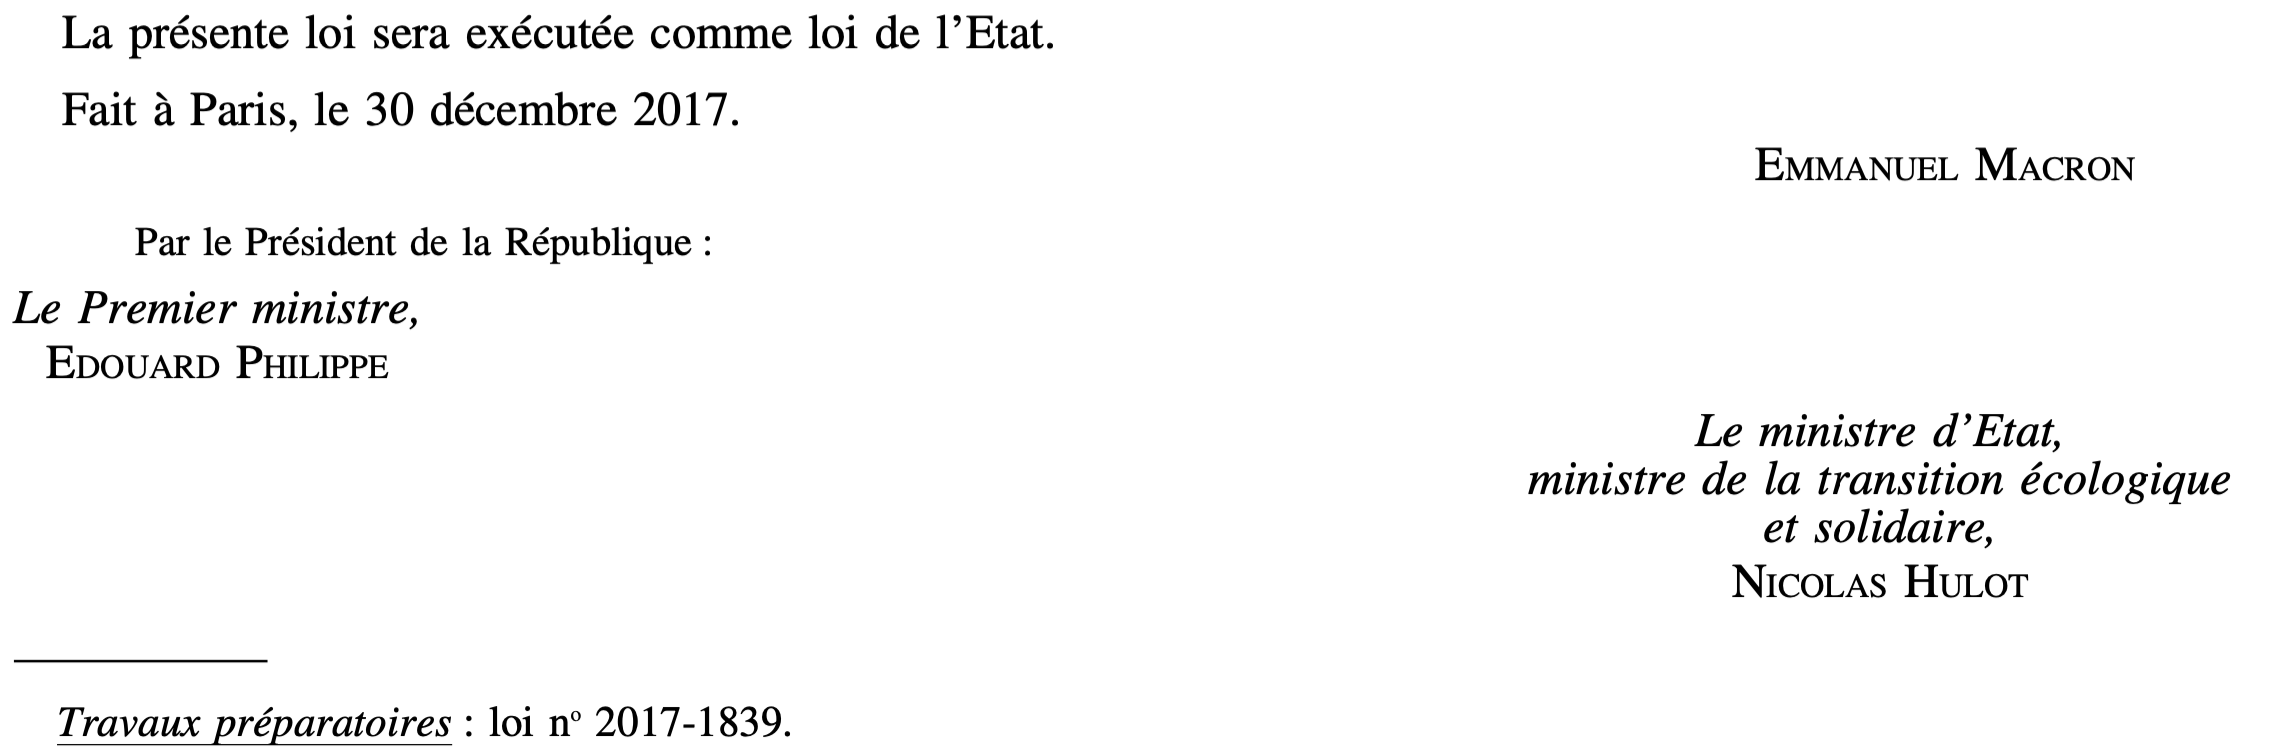 La présente loi sera exécutée comme loi de l’Etat.
Fait à Paris, le 30 décembre 2017.
EMMANUEL MACRON
Par le Président de la République :
Le Premier ministre,
EDOUARD PHILIPPE
Le ministre d’Etat,
ministre de la transition écologique
et solidaire,
NICOLAS HULOT
Travaux préparatoires : loi nº 2017-1839.